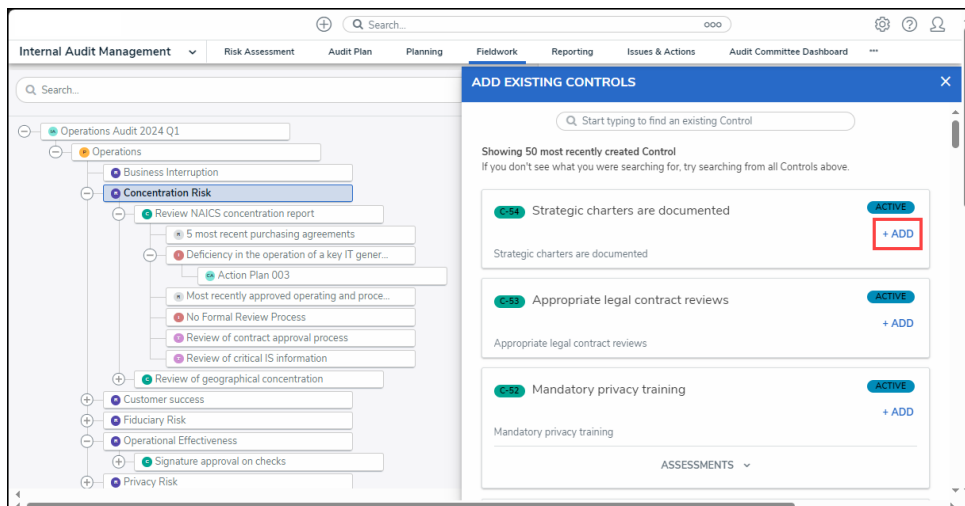 Search...
Internal Audit Management
Risk Assessment
Audit Plan
Planning
Fieldwork
Reporting
Issues & Actions
Audit Committee Dashboard
Search...
SA Operations Audit 2024 Q1
P Operations
R Business Interruption
R Concentration Risk
C Review NAICS concentration report
R 5 most recent purchasing agreements
I Deficiency in the operation of a key IT gener...
CA Action Plan 003
R Most recently approved operating and proce...
I No Formal Review Process
T Review of contract approval process
T Review of critical IS information
C Review of geographical concentration
R Customer success
R Fiduciary Risk
R Operational Effectiveness
C Signature approval on checks
R Privacy Risk
ADD EXISTING CONTROLS
Start typing to find an existing Control
Showing 50 most recently created Control
If you don't see what you were searching for, try searching from all Controls above.
C-54 Strategic charters are documented ACTIVE
+ ADD
Strategic charters are documented
C-53 Appropriate legal contract reviews ACTIVE
+ ADD
Appropriate legal contract reviews
C-52 Mandatory privacy training ACTIVE
+ ADD
Mandatory privacy training
ASSESSMENTS